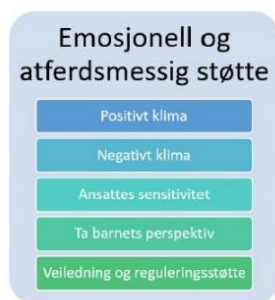 Emosjonell og
atferdsmessig støtte
Positivt klima
Negativt klima
Ansattes sensitivitet
Ta barnets perspektiv
Veiledning og reguleringsstøtte